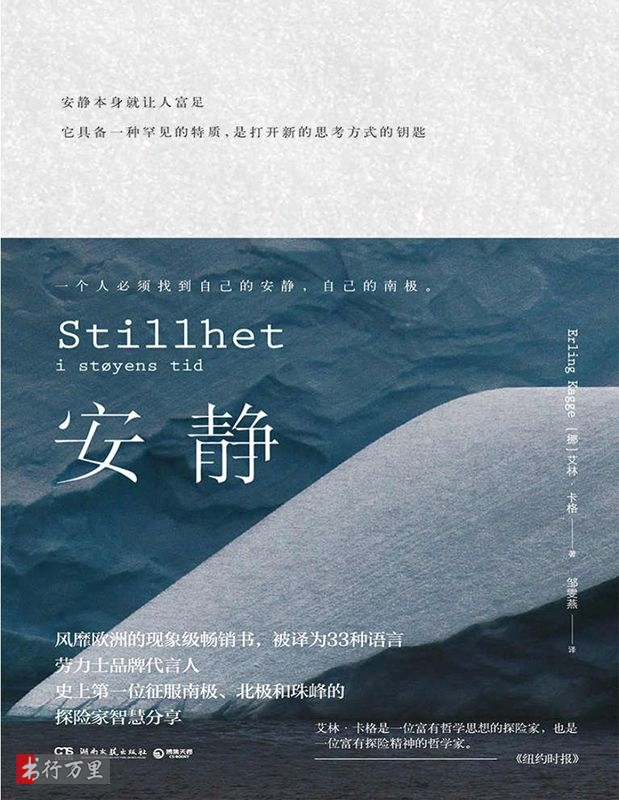 安静本身就让人富足
它具备一种罕见的特质，是打开新的思考方式的钥匙
一个人必须找到自己的安静，自己的南极。
Stillhet
i støyens tid
安静
Erling Kagge [挪]艾林·卡格——著
邹雯燕——译
风靡欧洲的现象级畅销书，被译为33种语言
劳力士品牌代言人
史上第一位征服南极、北极和珠峰的
探险家智慧分享
艾林·卡格是一位富有哲学思想的探险家，也是
一位富有探险精神的哲学家。
——《纽约时报》
湖南文艺出版社
博集天卷
CS-BOOKY
书行万里